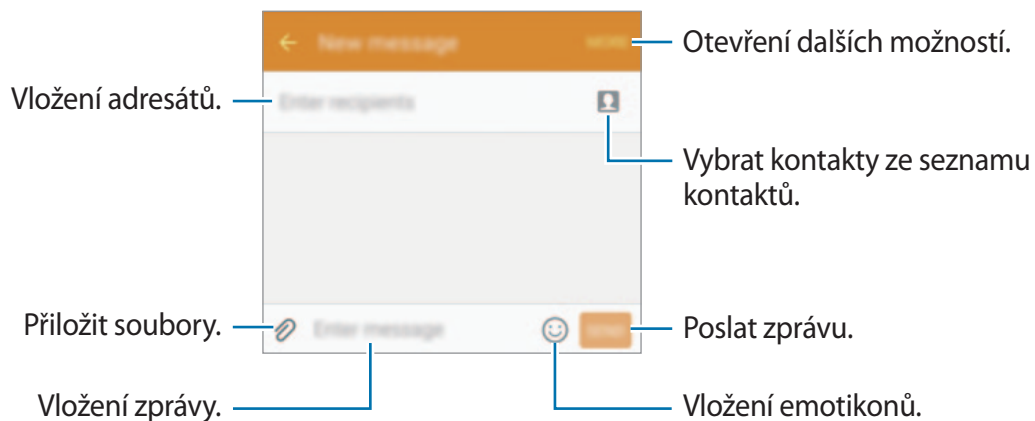 New message
MORE
Otevření dalších možností.
Vložení adresátů.
Enter recipients
Vybrat kontakty ze seznamu
kontaktů.
Přiložit soubory.
Enter message
Poslat zprávu.
Vložení zprávy.
Vložení emotikonů.